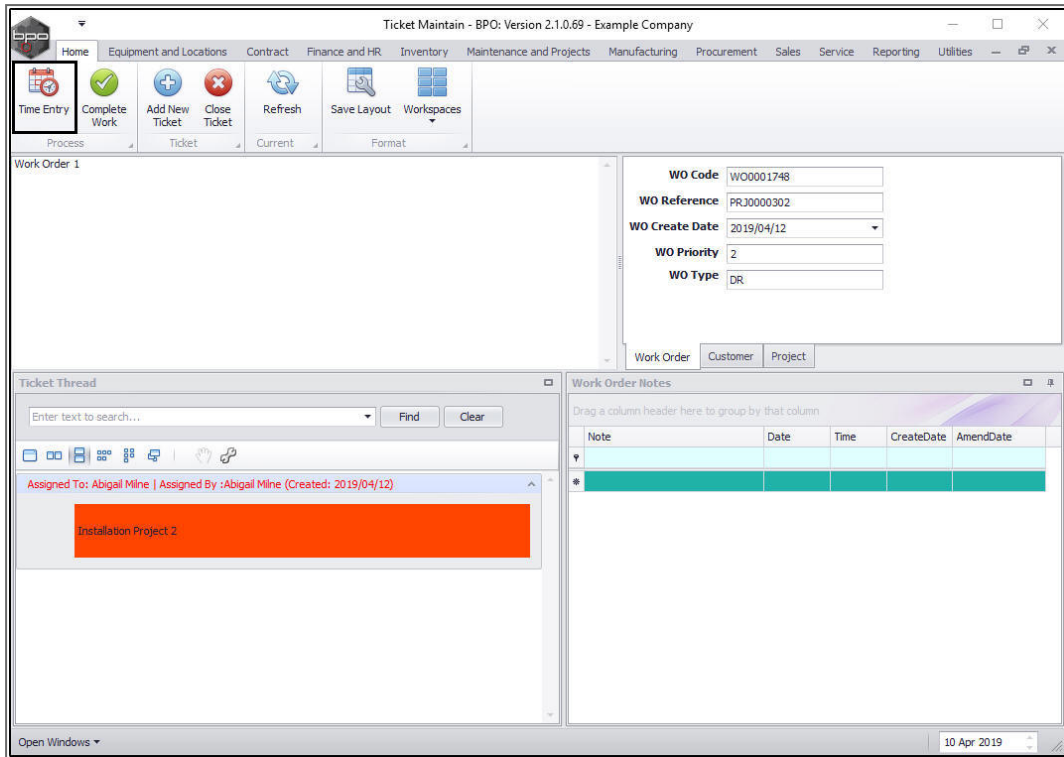 Ticket Maintain - BPO: Version 2.1.0.69 - Example Company
bpo
Home Equipment and Locations Contract Finance and HR Inventory Maintenance and Projects Manufacturing Procurement Sales Service Reporting Utilities
Time Entry Complete Work Add New Ticket Close Ticket Refresh Save Layout Workspaces
Process Ticket Current Format
Work Order 1
WO Code WO0001748
WO Reference PRJ0000302
WO Create Date 2019/04/12
WO Priority 2
WO Type DR
Work Order Customer Project
Ticket Thread
Enter text to search... Find Clear
Assigned To: Abigail Milne | Assigned By :Abigail Milne (Created: 2019/04/12)
Installation Project 2
Work Order Notes
Drag a column header here to group by that column
Note Date Time CreateDate AmendDate
Open Windows 10 Apr 2019